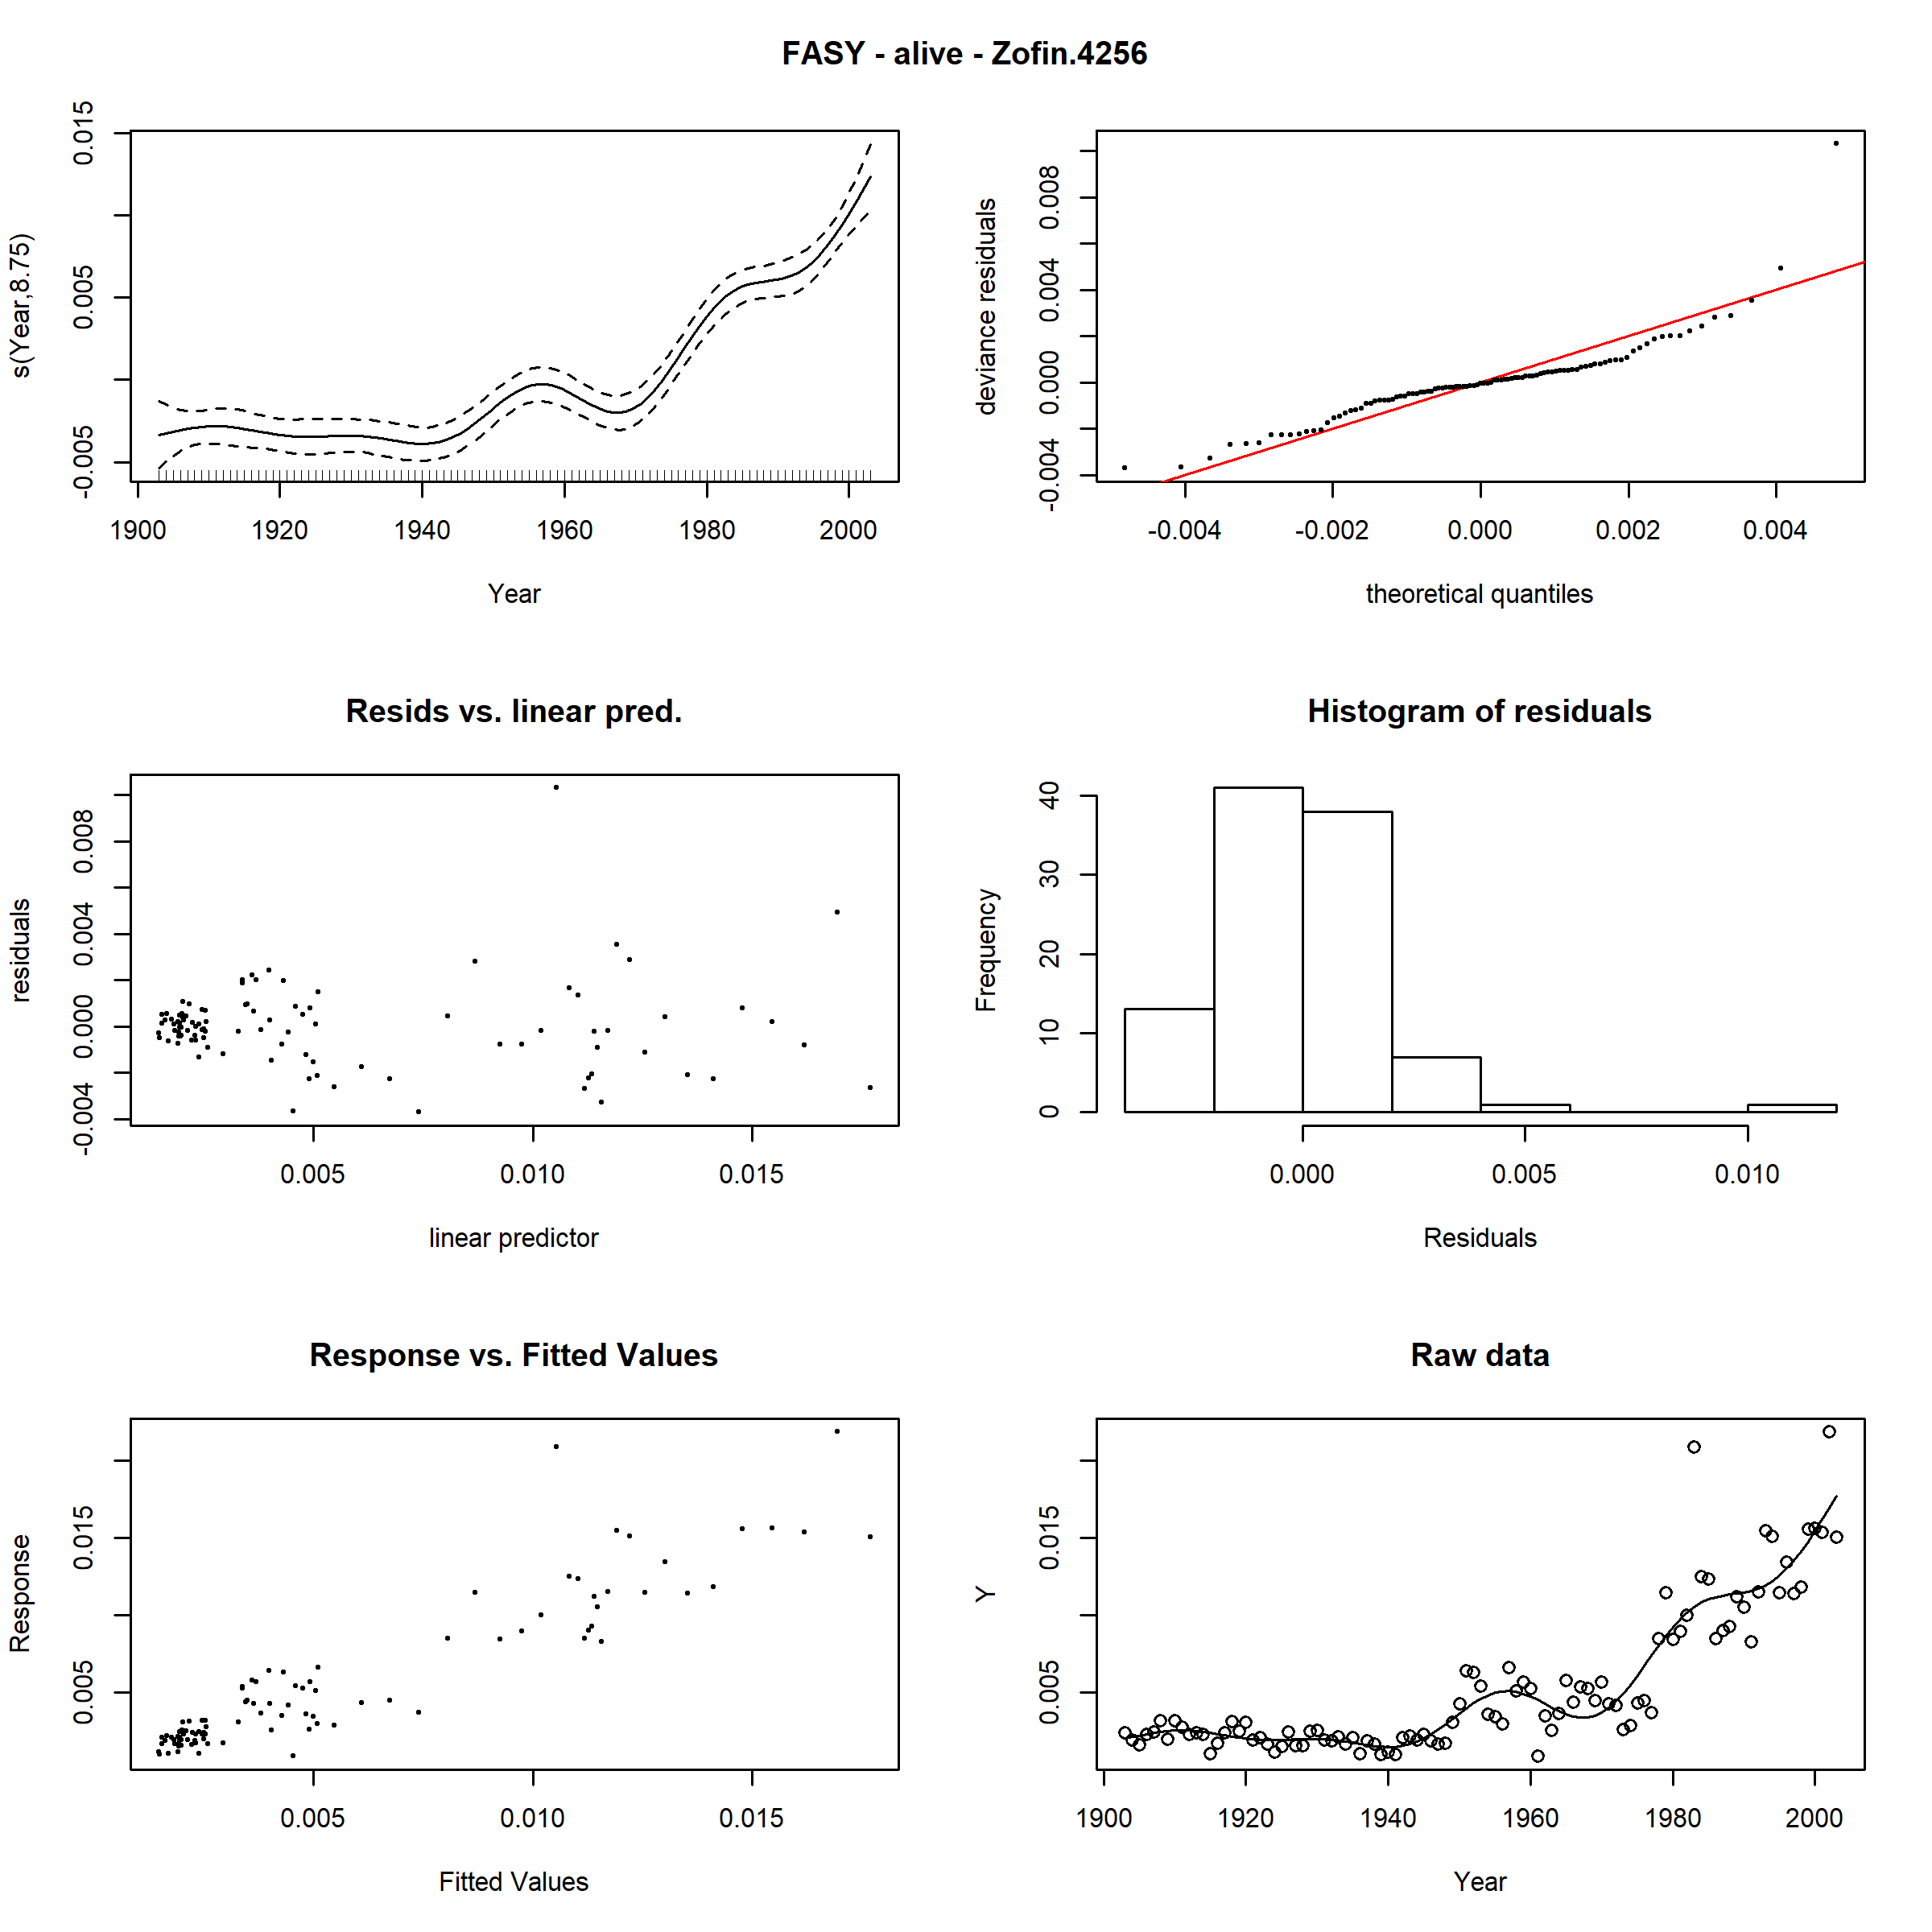 FASY - alive - Zofin.4256
s(Year,8.75)
-0.005 0.005 0.015
1900 1920 1940 1960 1980 2000
Year
deviance residuals
-0.004 0.000 0.004 0.008
-0.004 -0.002 0.000 0.002 0.004
theoretical quantiles
Resids vs. linear pred.
residuals
-0.004 0.000 0.004 0.008
0.005 0.010 0.015
linear predictor
Histogram of residuals
Frequency
0 10 20 30 40
0.000 0.005 0.010
Residuals
Response vs. Fitted Values
Response
0.005 0.015
0.005 0.010 0.015
Fitted Values
Raw data
Y
0.005 0.015
1900 1920 1940 1960 1980 2000
Year